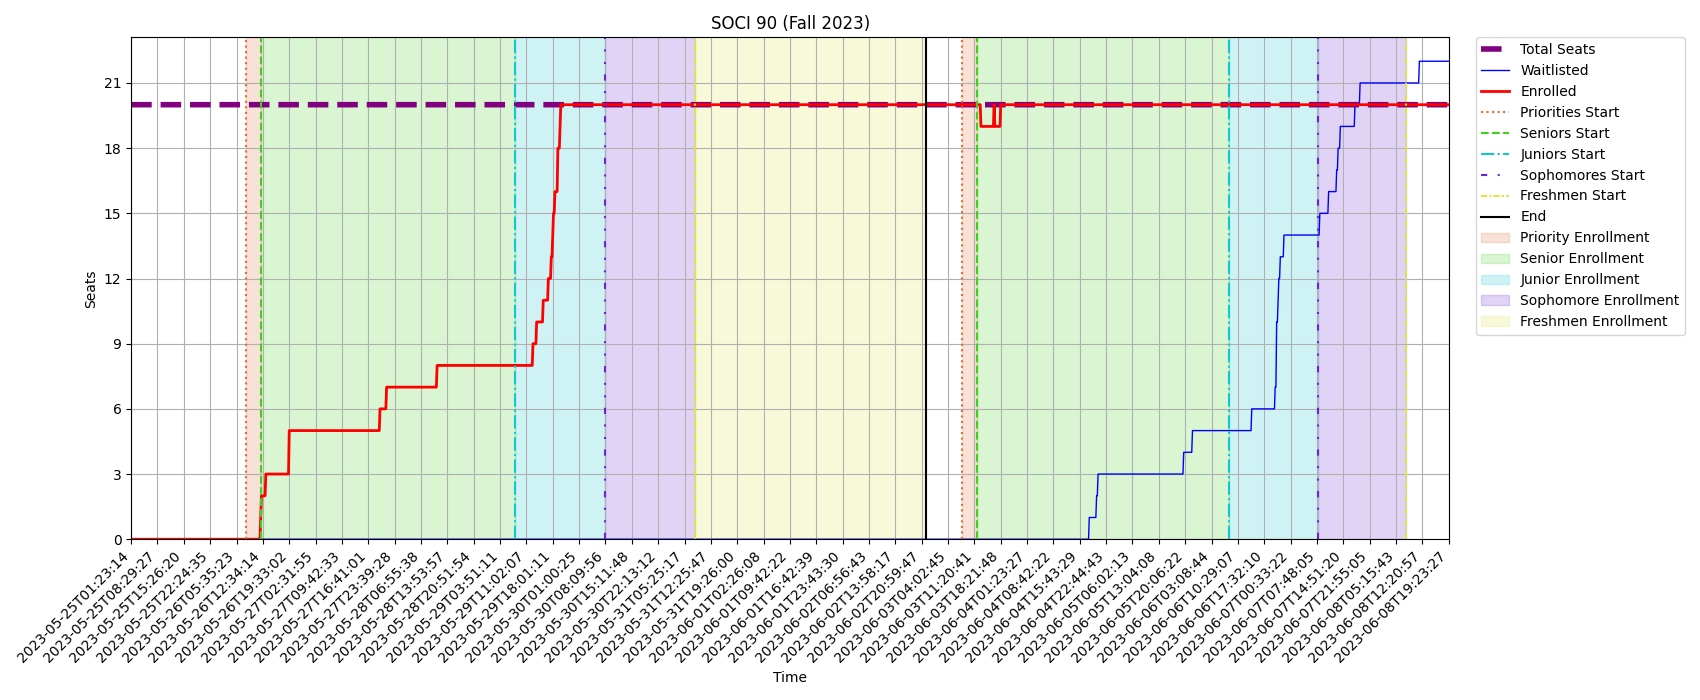 SOCI 90 (Fall 2023)
Seats
21
18
15
12
9
6
3
0
2023-05-25T01:23:14
2023-05-25T08:29:27
2023-05-25T15:26:20
2023-05-25T22:24:35
2023-05-26T05:35:23
2023-05-26T12:34:14
2023-05-26T19:33:02
2023-05-27T02:31:55
2023-05-27T09:42:33
2023-05-27T16:41:01
2023-05-27T23:39:28
2023-05-28T06:55:38
2023-05-28T13:53:57
2023-05-28T20:51:54
2023-05-29T03:51:11
2023-05-29T11:02:07
2023-05-29T18:01:11
2023-05-30T01:00:25
2023-05-30T08:09:56
2023-05-30T15:11:48
2023-05-30T22:13:12
2023-05-31T05:25:17
2023-05-31T12:25:47
2023-05-31T19:26:00
2023-06-01T02:26:08
2023-06-01T09:42:22
2023-06-01T16:42:39
2023-06-01T23:43:30
2023-06-02T06:56:43
2023-06-02T13:58:17
2023-06-02T20:59:47
2023-06-03T04:02:45
2023-06-03T11:20:41
2023-06-03T18:21:48
2023-06-04T01:23:27
2023-06-04T08:42:22
2023-06-04T15:43:29
2023-06-04T22:44:43
2023-06-05T06:02:13
2023-06-05T13:04:08
2023-06-05T20:06:22
2023-06-06T03:08:44
2023-06-06T10:29:07
2023-06-06T17:32:10
2023-06-07T00:33:22
2023-06-07T07:48:05
2023-06-07T14:51:20
2023-06-07T21:55:05
2023-06-08T05:15:43
2023-06-08T12:20:57
2023-06-08T19:23:27
Time
Total Seats
Waitlisted
Enrolled
Priorities Start
Seniors Start
Juniors Start
Sophomores Start
Freshmen Start
End
Priority Enrollment
Senior Enrollment
Junior Enrollment
Sophomore Enrollment
Freshmen Enrollment